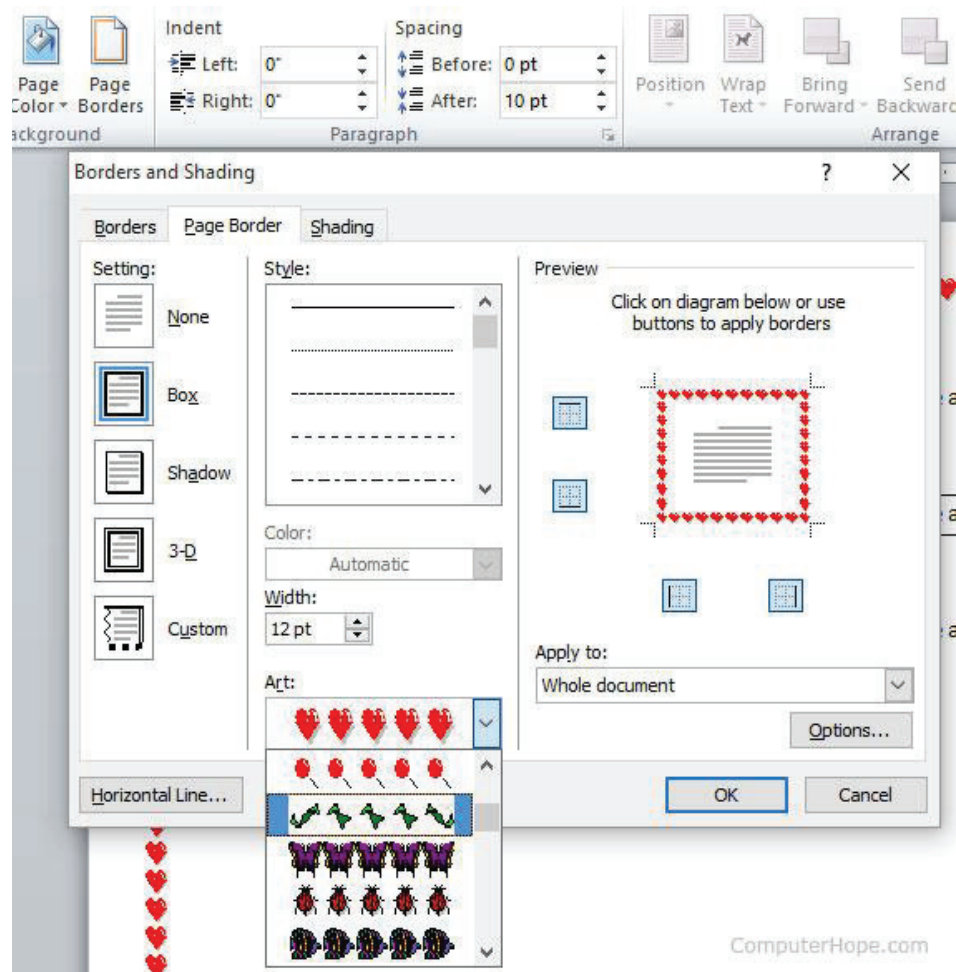 Indent
Spacing
Page Color
Page Borders
Left: 0"
Right: 0"
Before: 0 pt
After: 10 pt
Position
Wrap Text
Bring Forward
Send Backward
ackground
Paragraph
Arrange
Borders and Shading
?
Borders
Page Border
Shading
Setting:
None
Box
Shadow
3-D
Custom
Style:
Color:
Automatic
Width:
12 pt
Art:
Preview
Click on diagram below or use
buttons to apply borders
Apply to:
Whole document
Options...
Horizontal Line...
OK
Cancel
ComputerHope.com